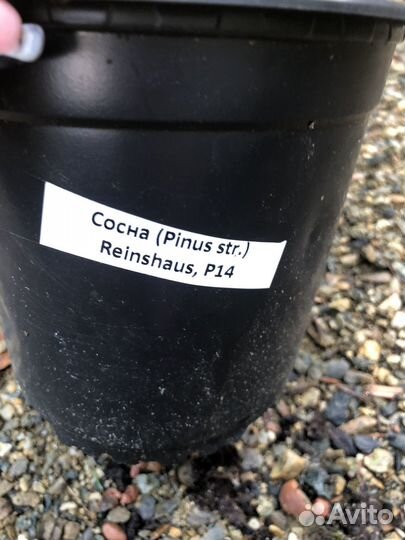 Сосна (Pinus str.)
Reinshaus, P14
Avito